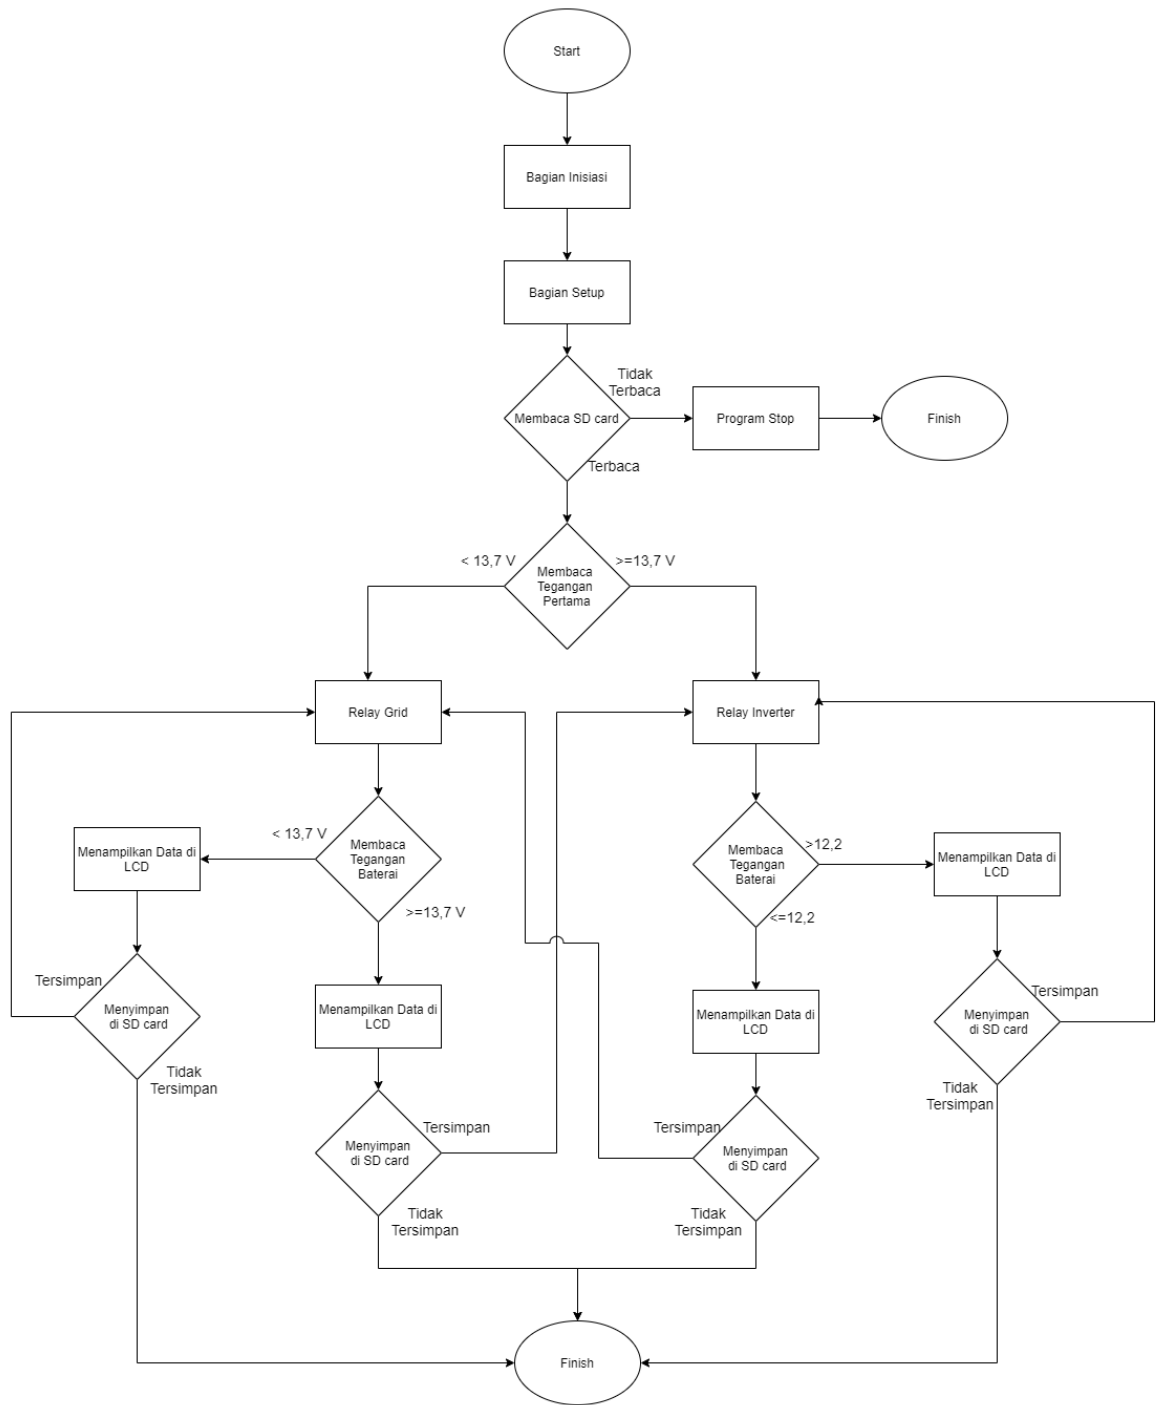 Start
Bagian Inisiasi
Bagian Setup
Tidak
Terbaca
Membaca SD card
Program Stop
Finish
Terbaca
< 13,7 V
>=13,7 V
Membaca
Tegangan
Pertama
Relay Grid
Relay Inverter
< 13,7 V
Membaca
Tegangan
Baterai
Menampilkan Data di
LCD
>=13,7 V
Membaca
Tegangan
Baterai
>12,2
Menampilkan Data di
LCD
<=12,2
Tersimpan
Menyimpan
di SD card
Tidak
Tersimpan
Menampilkan Data di
LCD
Menampilkan Data di
LCD
Tersimpan
Menyimpan
di SD card
Tidak
Tersimpan
Tersimpan
Menyimpan
di SD card
Tidak
Tersimpan
Tersimpan
Menyimpan
di SD card
Tidak
Tersimpan
Finish